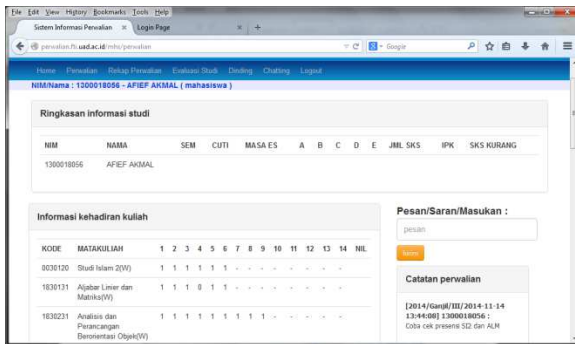 File Edit View History Bookmarks Tools Help
Sistem Informasi Perwalian × Login Page × +
perwalian.fti.uad.ac.id/mhs/perwalian Google
Home Perwalian Rekap Perwalian Evaluasi Studi Dinding Chatting Logout
NIM/Nama : 1300018056 - AFIEF AKMAL ( mahasiswa )
Ringkasan informasi studi
NIM NAMA SEM CUTI MASA ES A B C D E JML SKS IPK SKS KURANG
1300018056 AFIEF AKMAL
Informasi kehadiran kuliah
KODE MATAKULIAH 1 2 3 4 5 6 7 8 9 10 11 12 13 14 NIL
0030120 Studi Islam 2(W) 1 1 1 1 1 1 - - - - - - - -
1830131 Aljabar Linier dan 1 1 1 0 1 1 - - - - - - - -
Matriks(W)
1830231 Analisis dan 1 1 1 1 1 1 1 1 1 - - - - -
Perancangan
Berorientasi Objek(W)
Pesan/Saran/Masukan :
pesan
kirim
Catatan perwalian
[2014/Ganjil/III/2014-11-14
13:44:08] 1300018056 :
Coba cek presensi SI2 dan ALM